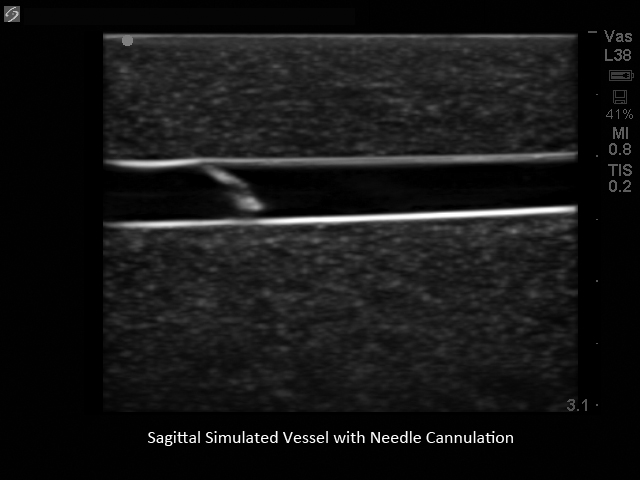 Vas
L38
41%
MI
0.8
TIS
0.2
3.1
Sagittal Simulated Vessel with Needle Cannulation